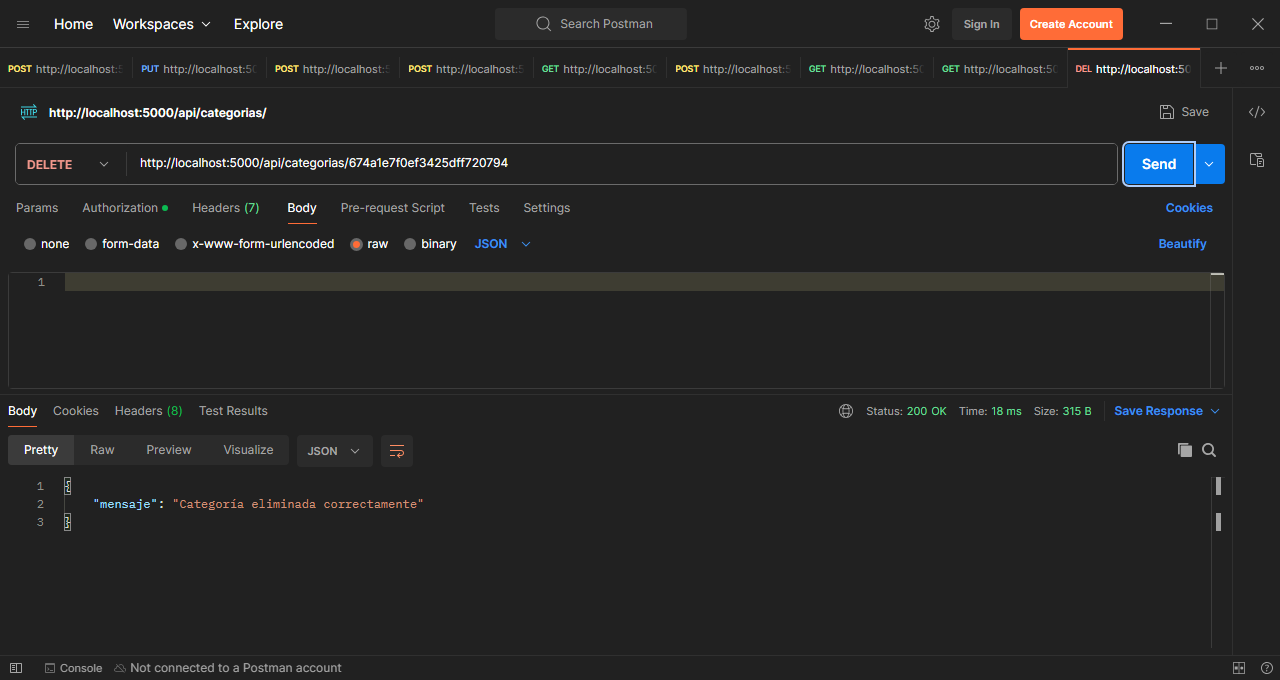 Home Workspaces Explore Search Postman Sign In Create Account
POST http://localhost:5 PUT http://localhost:50 POST http://localhost:5 POST http://localhost:5 GET http://localhost:50 POST http://localhost:5 GET http://localhost:50 GET http://localhost:50 DEL http://localhost:50
HTTP http://localhost:5000/api/categorias/ Save
DELETE http://localhost:5000/api/categorias/674a1e7f0ef3425dff720794 Send
Params Authorization Headers (7) Body Pre-request Script Tests Settings Cookies
none form-data x-www-form-urlencoded raw binary JSON Beautify
1
Body Cookies Headers (8) Test Results Status: 200 OK Time: 18 ms Size: 315 B Save Response
Pretty Raw Preview Visualize JSON
1 {
2 "mensaje": "Categoría eliminada correctamente"
3 }
Console Not connected to a Postman account